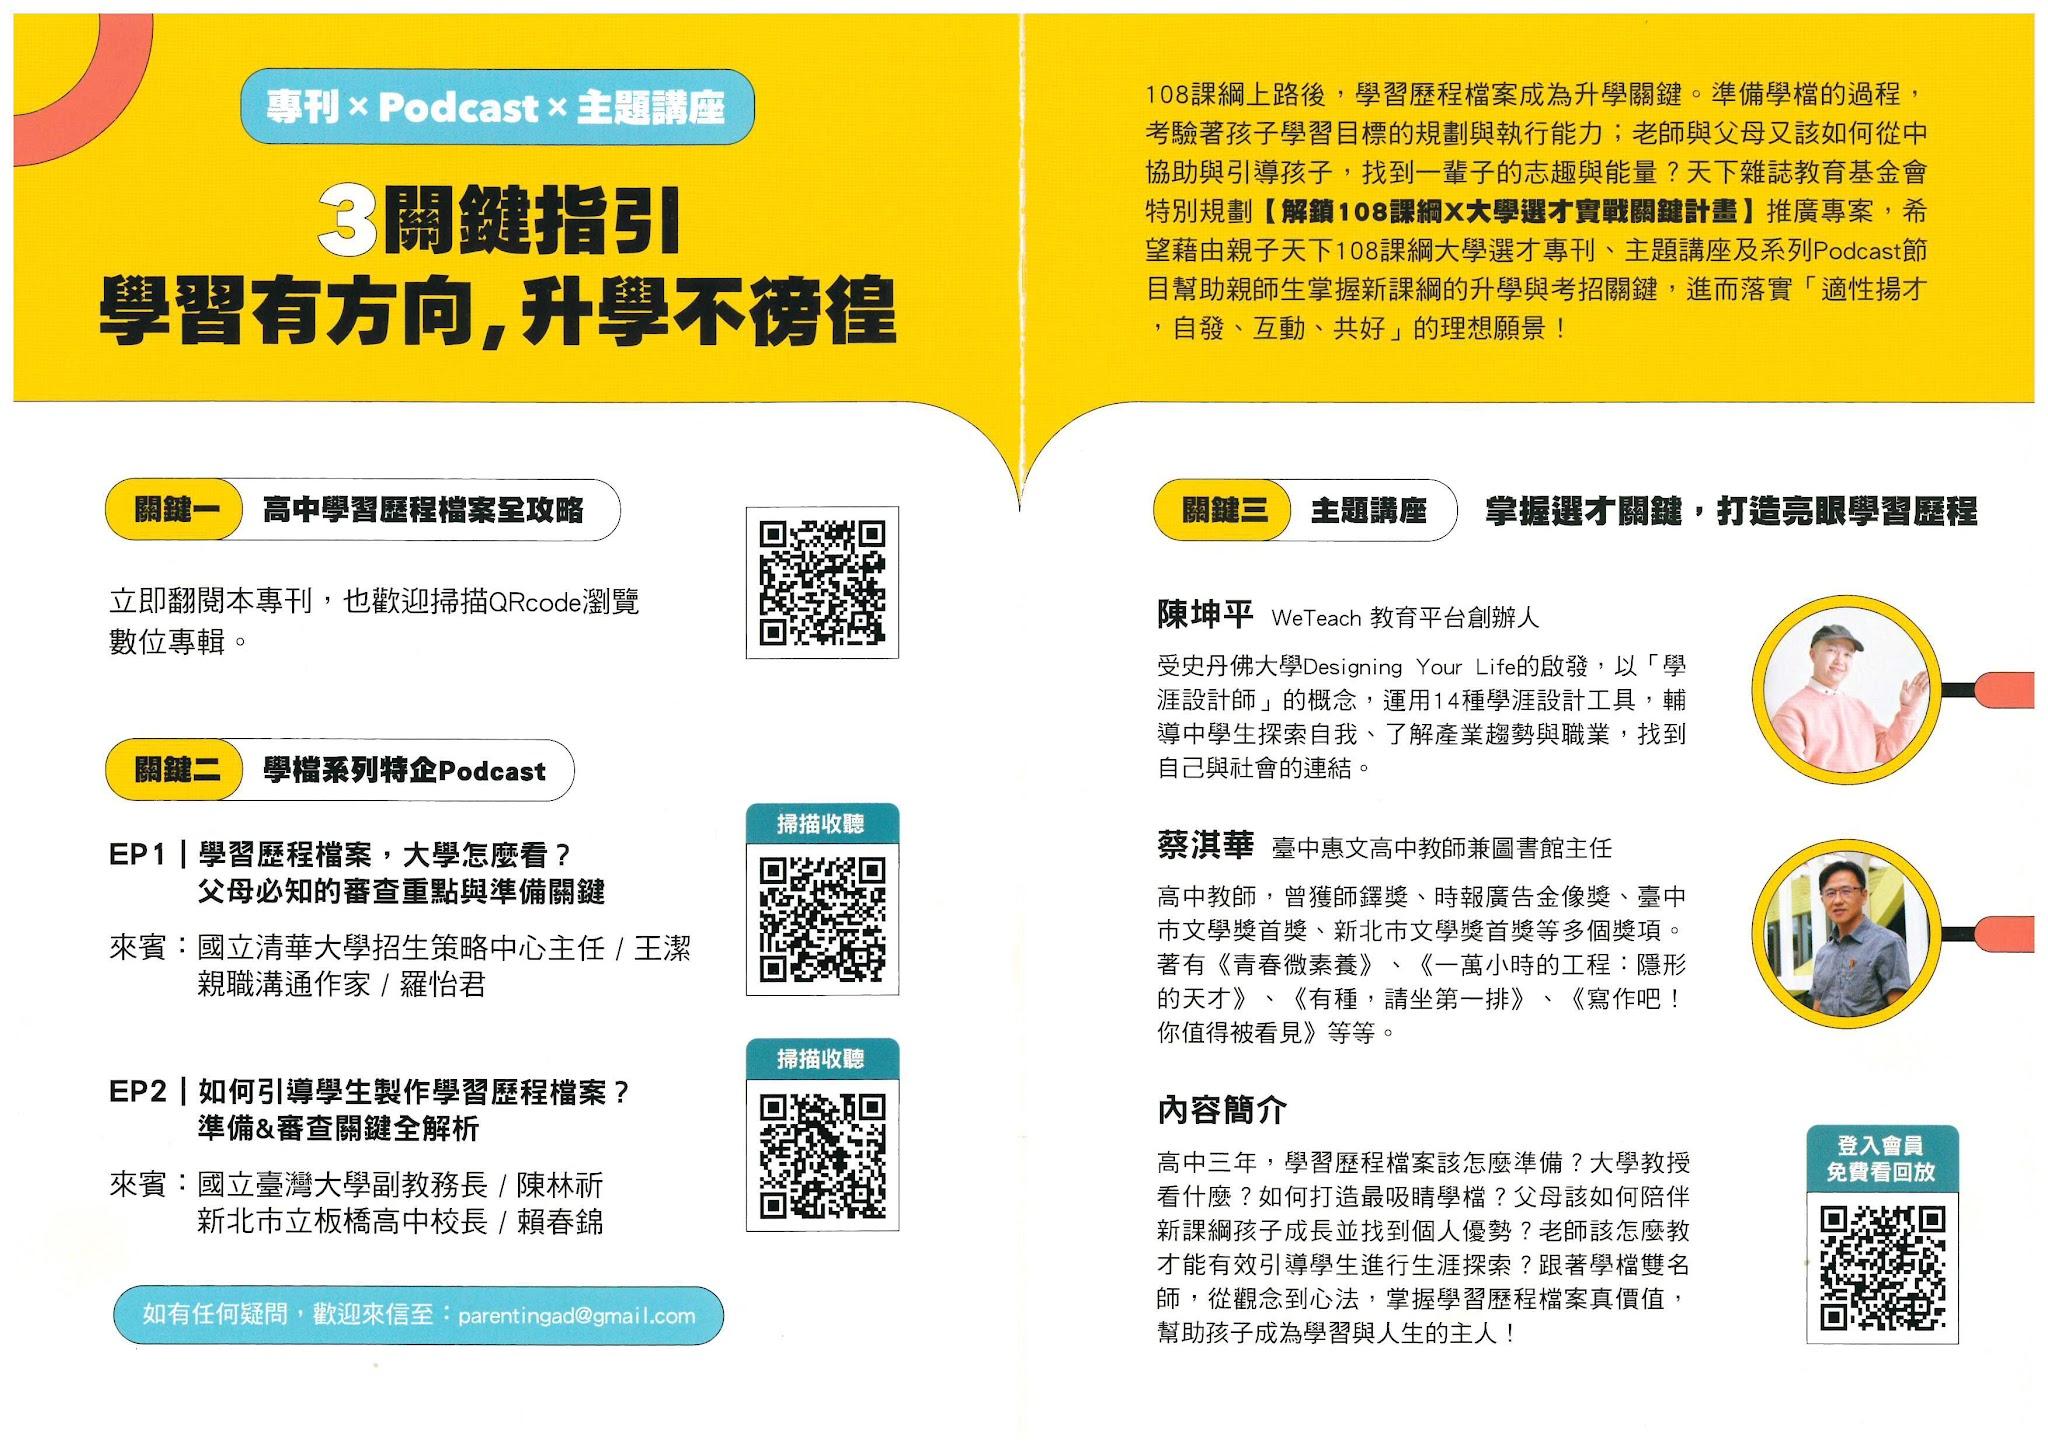 專刊×Podcast×主題講座
3關鍵指引
學習有方向,升學不徬徨
關鍵一 高中學習歷程檔案全攻略
立即翻閱本專刊，也歡迎掃描QRcode瀏覽
數位專輯。
關鍵二 學檔系列特企Podcast
EP1｜學習歷程檔案，大學怎麼看？
父母必知的審查重點與準備關鍵
來賓：國立清華大學招生策略中心主任 / 王潔
親職溝通作家 / 羅怡君
掃描收聽
EP2｜如何引導學生製作學習歷程檔案？
準備&審查關鍵全解析
來賓：國立臺灣大學副教務長 / 陳林祈
新北市立板橋高中校長 / 賴春錦
掃描收聽
如有任何疑問，歡迎來信至：parentingad@gmail.com
108課綱上路後，學習歷程檔案成為升學關鍵。準備學檔的過程，
考驗著孩子學習目標的規劃與執行能力；老師與父母又該如何從中
協助與引導孩子，找到一輩子的志趣與能量？天下雜誌教育基金會
特別規劃【解鎖108課綱X大學選才實戰關鍵計畫】推廣專案，希
望藉由親子天下108課綱大學選才專刊、主題講座及系列Podcast節
目幫助親師生掌握新課綱的升學與考招關鍵，進而落實「適性揚才
，自發、互動、共好」的理想願景！
關鍵三 主題講座 掌握選才關鍵，打造亮眼學習歷程
陳坤平 WeTeach 教育平台創辦人
受史丹佛大學Designing Your Life的啟發，以「學
涯設計師」的概念，運用14種學涯設計工具，輔
導中學生探索自我、了解產業趨勢與職業，找到
自己與社會的連結。
蔡淇華 臺中惠文高中教師兼圖書館主任
高中教師，曾獲師鐸獎、時報廣告金像獎、臺中
市文學獎首獎、新北市文學獎首獎等多個獎項。
著有《青春微素養》、《一萬小時的工程：隱形
的天才》、《有種，請坐第一排》、《寫作吧！
你值得被看見》等等。
內容簡介
高中三年，學習歷程檔案該怎麼準備？大學教授
看什麼？如何打造最吸睛學檔？父母該如何陪伴
新課綱孩子成長並找到個人優勢？老師該怎麼教
才能有效引導學生進行生涯探索？跟著學檔雙名
師，從觀念到心法，掌握學習歷程檔案真價值，
幫助孩子成為學習與人生的主人！
登入會員
免費看回放